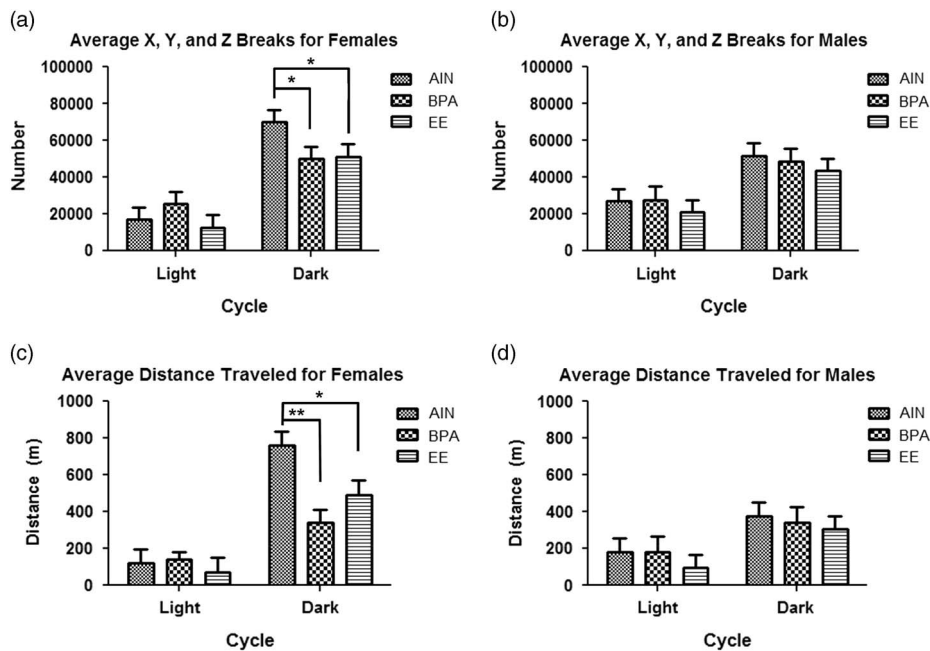 (a)
Average X, Y, and Z Breaks for Females
100000
80000
60000
40000
20000
0
Number
* 
*
AIN
BPA
EE
Light
Dark
Cycle
(b)
Average X, Y, and Z Breaks for Males
100000
80000
60000
40000
20000
0
Number
AIN
BPA
EE
Light
Dark
Cycle
(c)
Average Distance Traveled for Females
1000
800
600
400
200
0
Distance (m)
*
**
AIN
BPA
EE
Light
Dark
Cycle
(d)
Average Distance Traveled for Males
1000
800
600
400
200
0
Distance (m)
AIN
BPA
EE
Light
Dark
Cycle